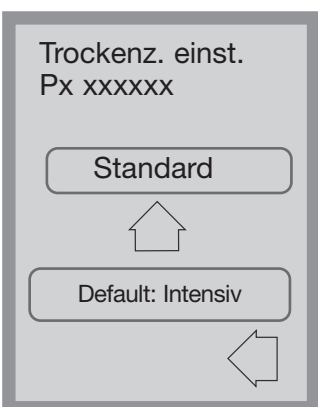 Trockenz. einst.
Px xxxxxx
Standard
Default: Intensiv